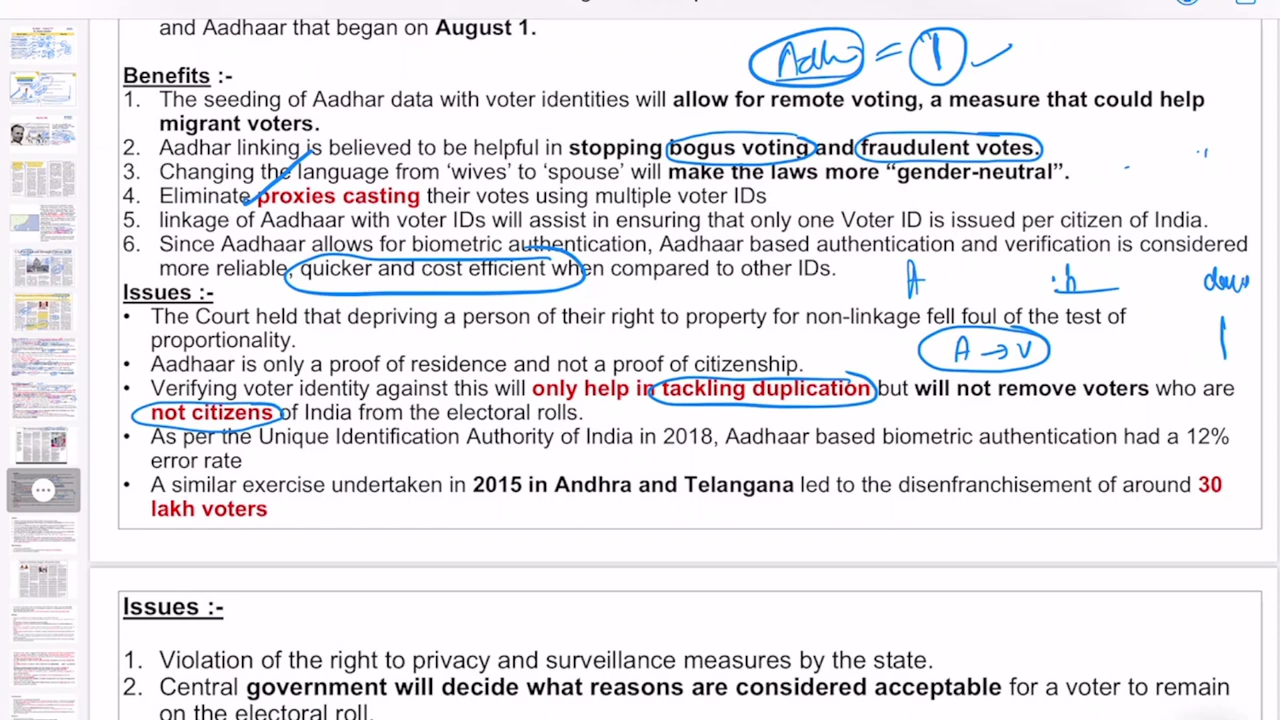 and Aadhaar that began on August 1.
Adh = 1
Benefits :-
1. The seeding of Aadhar data with voter identities will allow for remote voting, a measure that could help
migrant voters.
2. Aadhar linking is believed to be helpful in stopping bogus voting and fraudulent votes.
3. Changing the language from ‘wives’ to ‘spouse’ will make the laws more “gender-neutral”.
4. Eliminate proxies casting their votes using multiple voter IDs
5. linkage of Aadhar with voter IDs will assist in ensuring that only one Voter ID is issued per citizen of India.
6. Since Aadhaar allows for biometric authentication, Aadhaar based authentication and verification is considered
more reliable, quicker and cost efficient when compared to other IDs.
A
Issues :-
• The Court held that depriving a person of their right to property for non-linkage fell foul of the test of
proportionality.
A → V
• Aadhaar is only a proof of residence and not a proof of citizenship.
• Verifying voter identity against this will only help in tackling duplication but will not remove voters who are
not citizens of India from the electoral rolls.
• As per the Unique Identification Authority of India in 2018, Aadhaar based biometric authentication had a 12%
error rate
• A similar exercise undertaken in 2015 in Andhra and Telangana led to the disenfranchisement of around 30
lakh voters
Issues :-
1. Violation of the right to privacy and surveillance measures by the state.
2. Central government will decide what reasons are considered acceptable for a voter to remain
on the electoral roll.